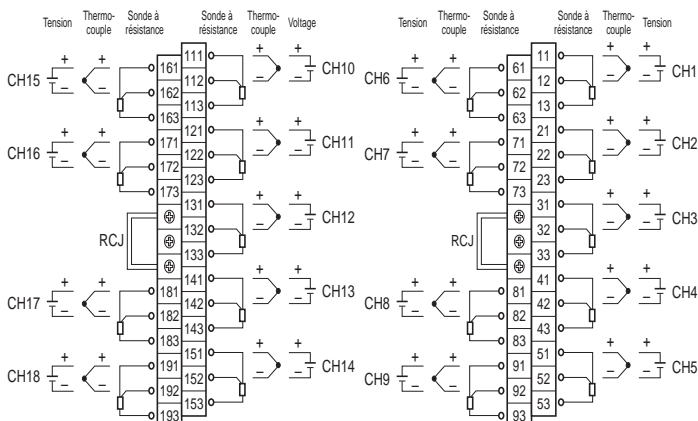 Tension Thermo-couple Sonde à résistance Sonde à résistance Thermo-couple Voltage
CH15 + − + − 161 162 163
111 112 113 + − + − CH10
CH16 + − + − 171 172 173
121 122 123 + − + − CH11
RCJ
131 132 133 + − + − CH12
CH17 + − + − 181 182 183
141 142 143 + − + − CH13
CH18 + − + − 191 192 193
151 152 153 + − + − CH14
Tension Thermo-couple Sonde à résistance Sonde à résistance Thermo-couple Tension
CH6 + − + − 61 62 63
11 12 13 + − + − CH1
CH7 + − + − 71 72 73
21 22 23 + − + − CH2
RCJ
31 32 33 + − + − CH3
CH8 + − + − 81 82 83
41 42 43 + − + − CH4
CH9 + − + − 91 92 93
51 52 53 + − + − CH5